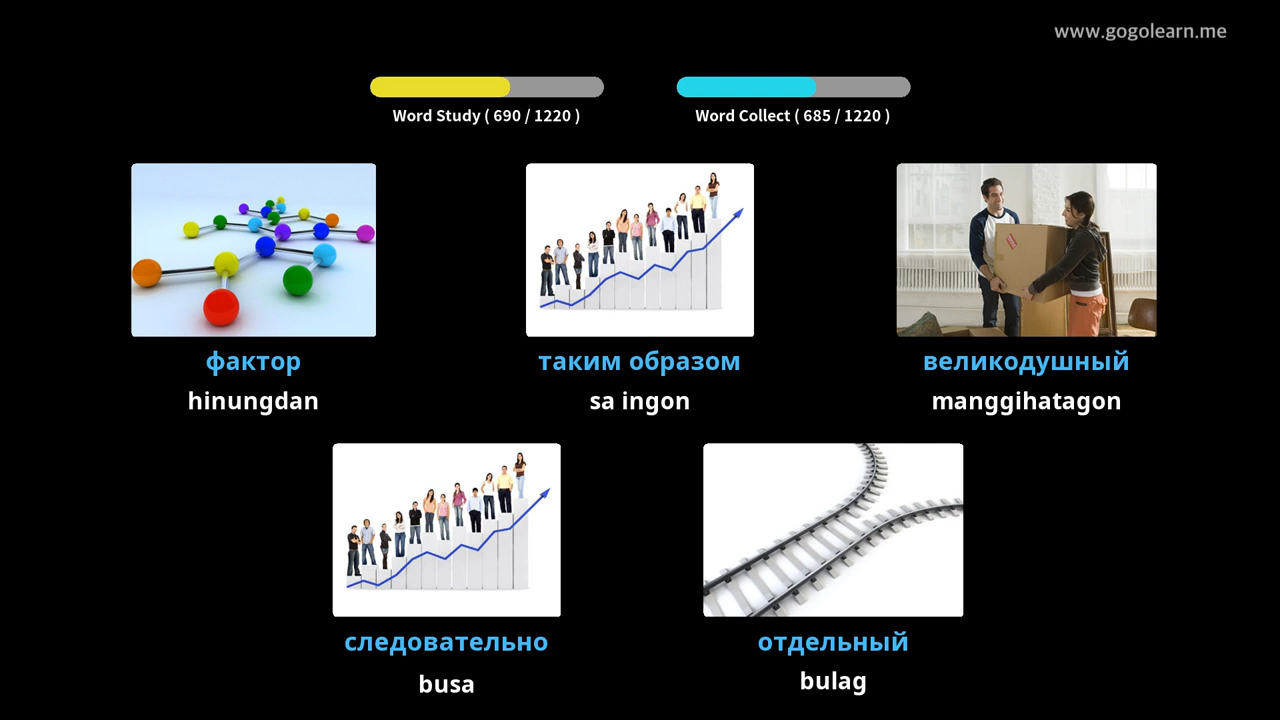 www.gogolearn.me
Word Study ( 690 / 1220 )
Word Collect ( 685 / 1220 )
фактор
hinungdan
таким образом
sa ingon
великодушный
manggihatagon
следовательно
busa
отдельный
bulag